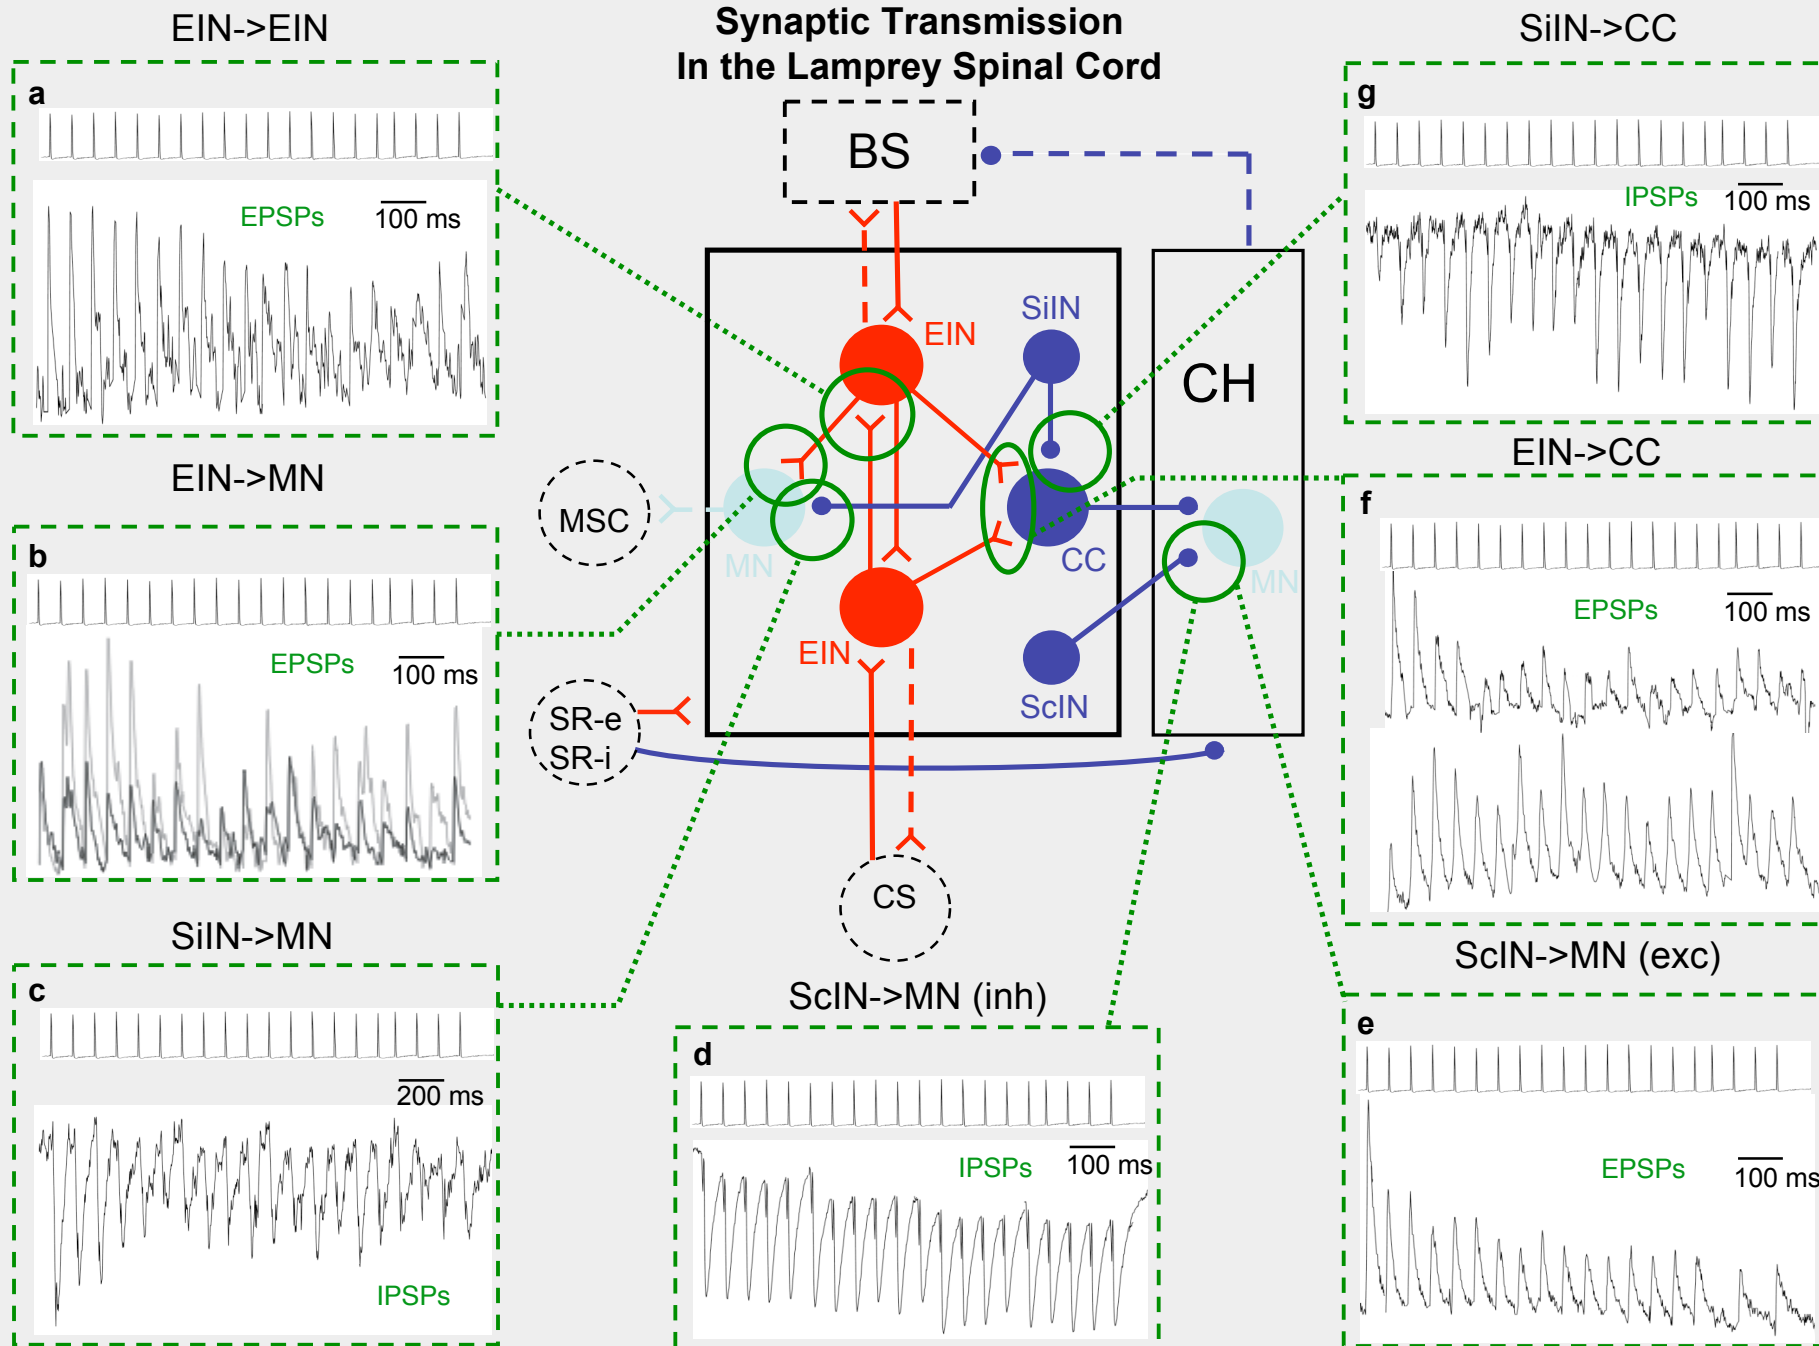 Synaptic Transmission
In the Lamprey Spinal Cord
EIN->EIN
a
EPSPs
100 ms
EIN->MN
b
EPSPs
100 ms
SiIN->MN
c
200 ms
IPSPs
BS
EIN
SiIN
CH
MSC
MN
CC
MN
EIN
ScIN
SR-e
SR-i
CS
ScIN->MN (inh)
d
IPSPs
100 ms
SiIN->CC
g
IPSPs
100 ms
EIN->CC
f
EPSPs
100 ms
ScIN->MN (exc)
e
EPSPs
100 ms